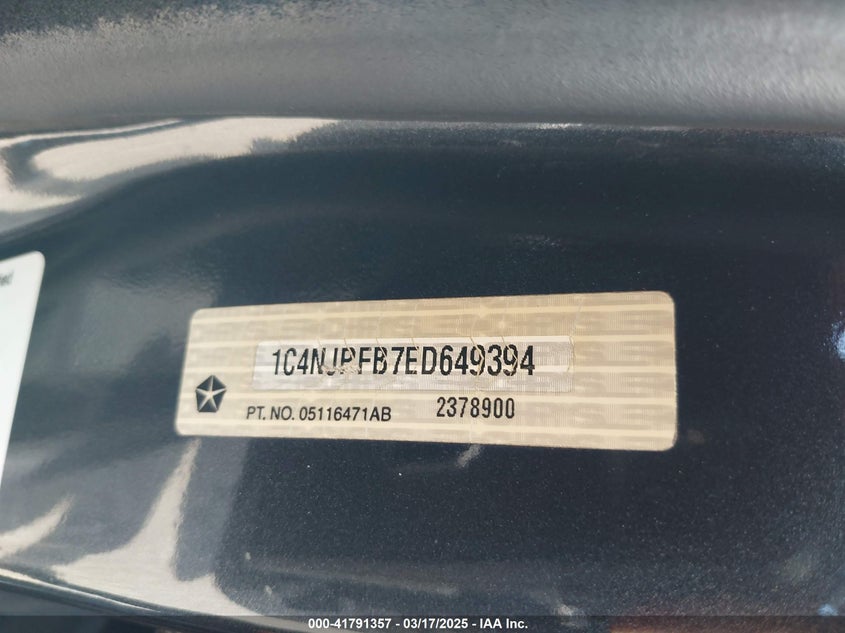 1C4NJPFB7ED649394
PT. NO. 05116471AB 2378900
000-41791357 / 03/17/2025 - IAA Inc.